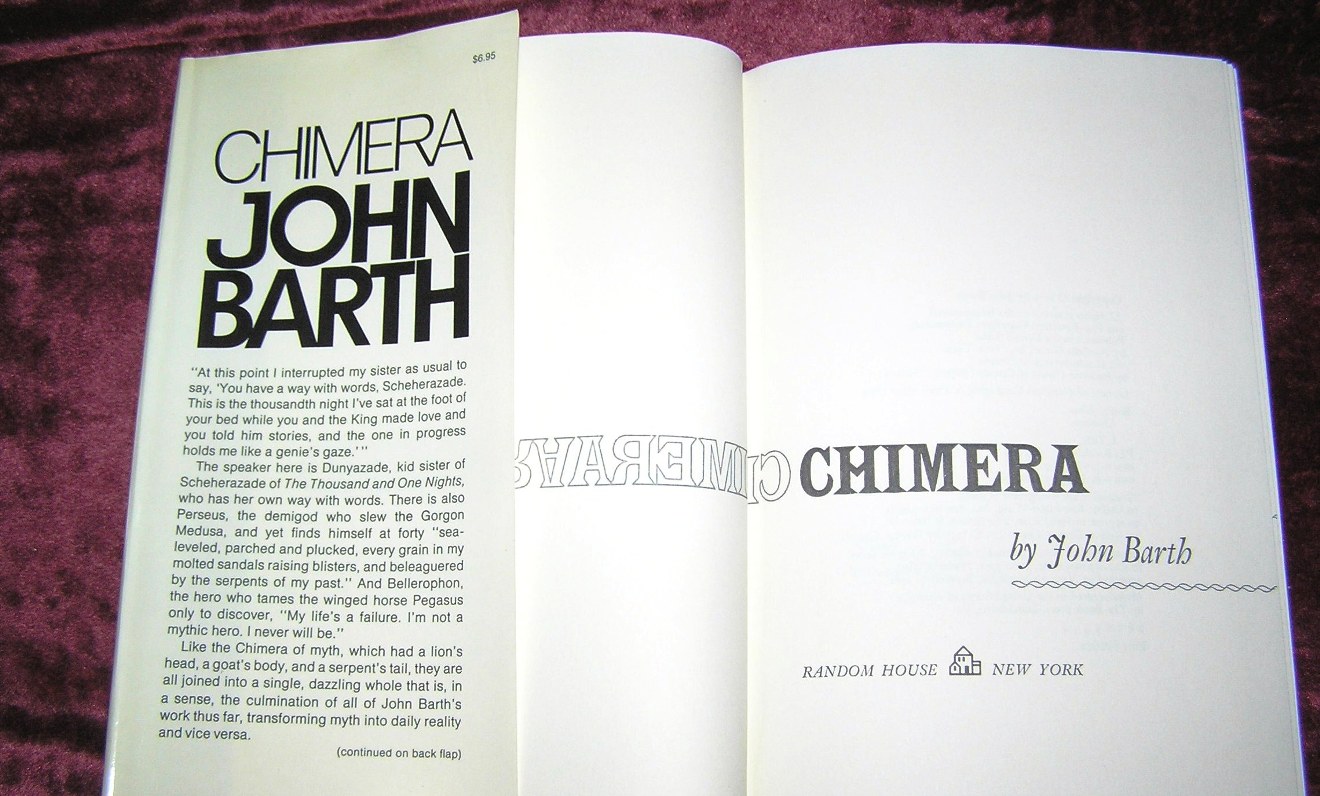 $6.95
CHIMERA
JOHN
BARTH
"At this point I interrupted my sister as usual to
say, 'You have a way with words, Scheherazade.
This is the thousandth night I've sat at the foot of
your bed while you and the King made love and
you told him stories, and the one in progress
holds me like a genie's gaze.' "
The speaker here is Dunyazade, kid sister of
Scheherazade of The Thousand and One Nights,
who has her own way with words. There is also
Perseus, the demigod who slew the Gorgon
Medusa, and yet finds himself at forty "sea-
leveled, parched and plucked, every grain in my
molted sandals raising blisters, and beleaguered
by the serpents of my past." And Bellerophon,
the hero who tames the winged horse Pegasus
only to discover, "My life's a failure. I'm not a
mythic hero. I never will be."
Like the Chimera of myth, which had a lion's
head, a goat's body, and a serpent's tail, they are
all joined into a single, dazzling whole that is, in
a sense, the culmination of all of John Barth's
work thus far, transforming myth into daily reality
and vice versa.
(continued on back flap)
CHIMERA
by John Barth
RANDOM HOUSE NEW YORK